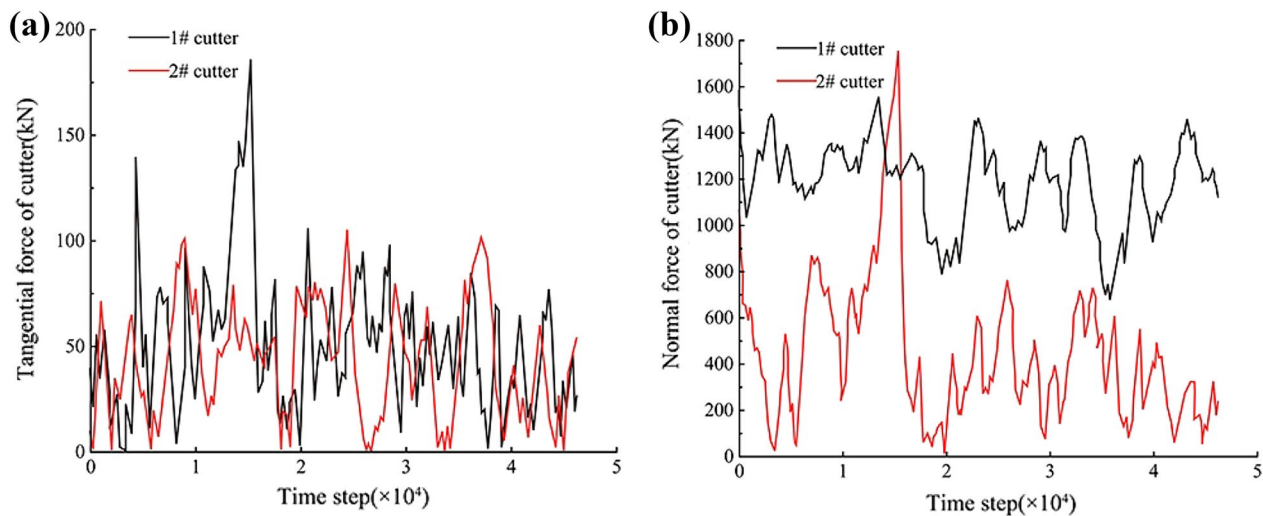 (a)
200
150
100
50
0
0 1 2 3 4 5
Tangential force of cutter(kN)
Time step(×10⁴)
1# cutter
2# cutter
(b)
1800
1600
1400
1200
1000
800
600
400
200
0
0 1 2 3 4 5
Normal force of cutter(kN)
Time step(×10⁴)
1# cutter
2# cutter